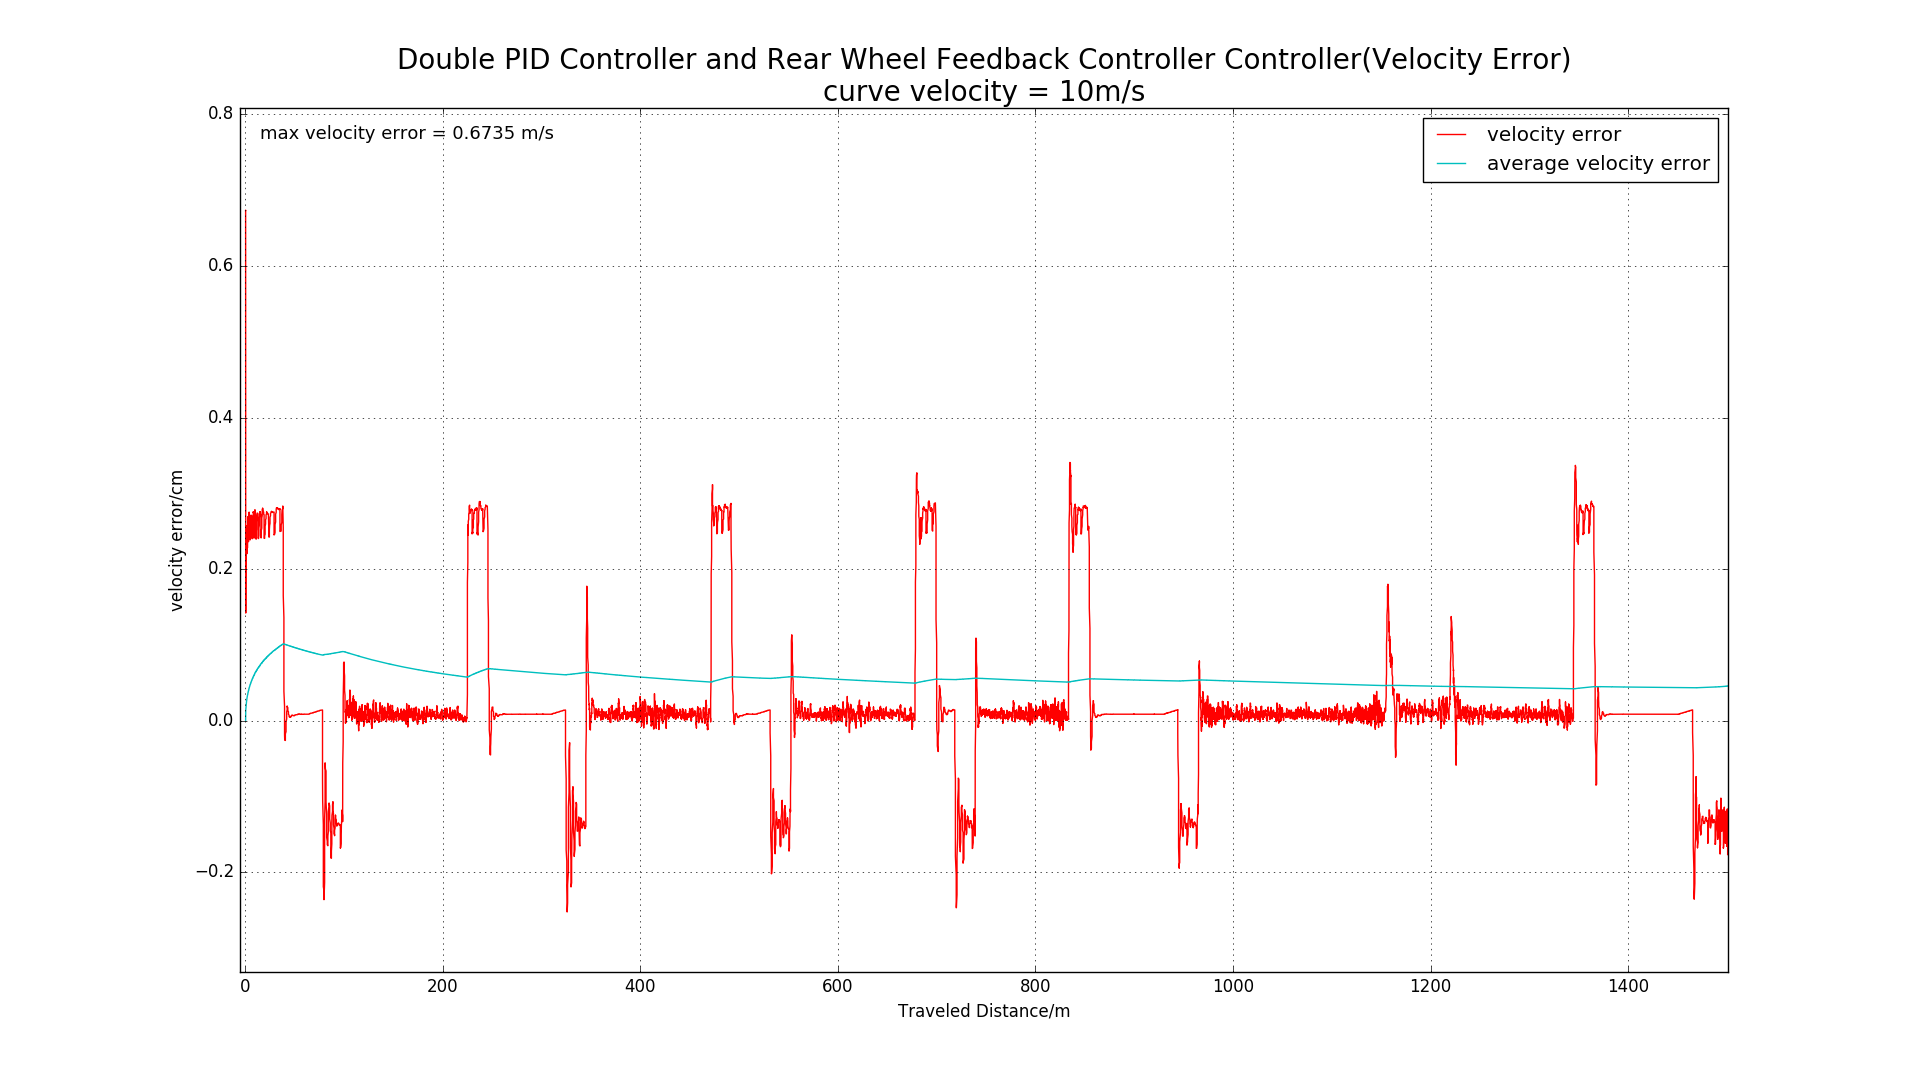 Double PID Controller and Rear Wheel Feedback Controller Controller(Velocity Error)
curve velocity = 10m/s
max velocity error = 0.6735 m/s
velocity error
average velocity error
0.8
0.6
0.4
0.2
0.0
−0.2
velocity error/cm
0 200 400 600 800 1000 1200 1400
Traveled Distance/m